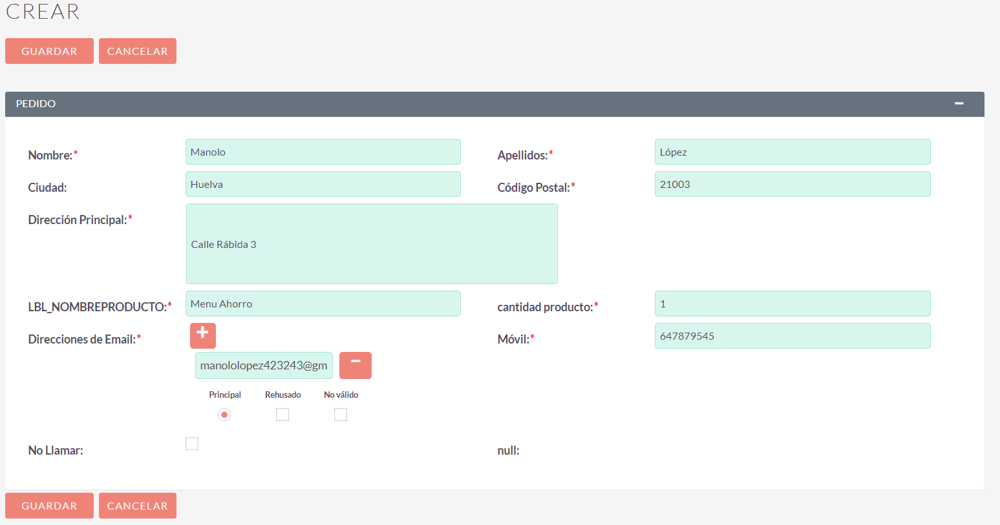 CREAR
GUARDAR CANCELAR
PEDIDO
Nombre:* Manolo Apellidos:* López
Ciudad: Huelva Código Postal:* 21003
Dirección Principal:* Calle Rábida 3
LBL_NOMBREPRODUCTO:* Menu Ahorro cantidad producto:* 1
Direcciones de Email:* Móvil:* 647879545
manololopez423243@gm
Principal Rehusado No válido
No Llamar: null:
GUARDAR CANCELAR